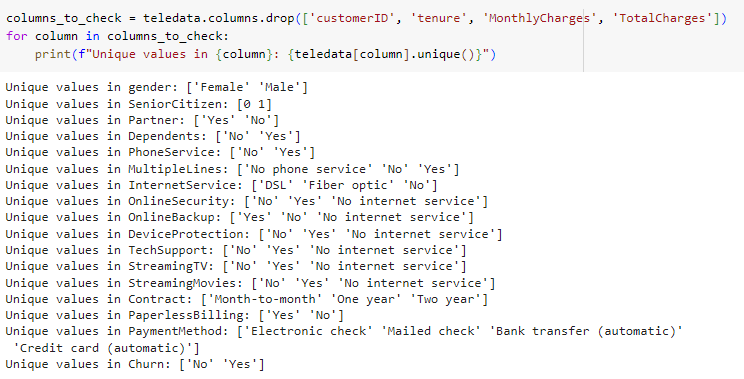 columns_to_check = teledata.columns.drop(['customerID', 'tenure', 'MonthlyCharges', 'TotalCharges'])
for column in columns_to_check:
    print(f"Unique values in {column}: {teledata[column].unique()}")
Unique values in gender: ['Female' 'Male']
Unique values in SeniorCitizen: [0 1]
Unique values in Partner: ['Yes' 'No']
Unique values in Dependents: ['No' 'Yes']
Unique values in PhoneService: ['No' 'Yes']
Unique values in MultipleLines: ['No phone service' 'No' 'Yes']
Unique values in InternetService: ['DSL' 'Fiber optic' 'No']
Unique values in OnlineSecurity: ['No' 'Yes' 'No internet service']
Unique values in OnlineBackup: ['Yes' 'No' 'No internet service']
Unique values in DeviceProtection: ['No' 'Yes' 'No internet service']
Unique values in TechSupport: ['No' 'Yes' 'No internet service']
Unique values in StreamingTV: ['No' 'Yes' 'No internet service']
Unique values in StreamingMovies: ['No' 'Yes' 'No internet service']
Unique values in Contract: ['Month-to-month' 'One year' 'Two year']
Unique values in PaperlessBilling: ['Yes' 'No']
Unique values in PaymentMethod: ['Electronic check' 'Mailed check' 'Bank transfer (automatic)'
 'Credit card (automatic)']
Unique values in Churn: ['No' 'Yes']